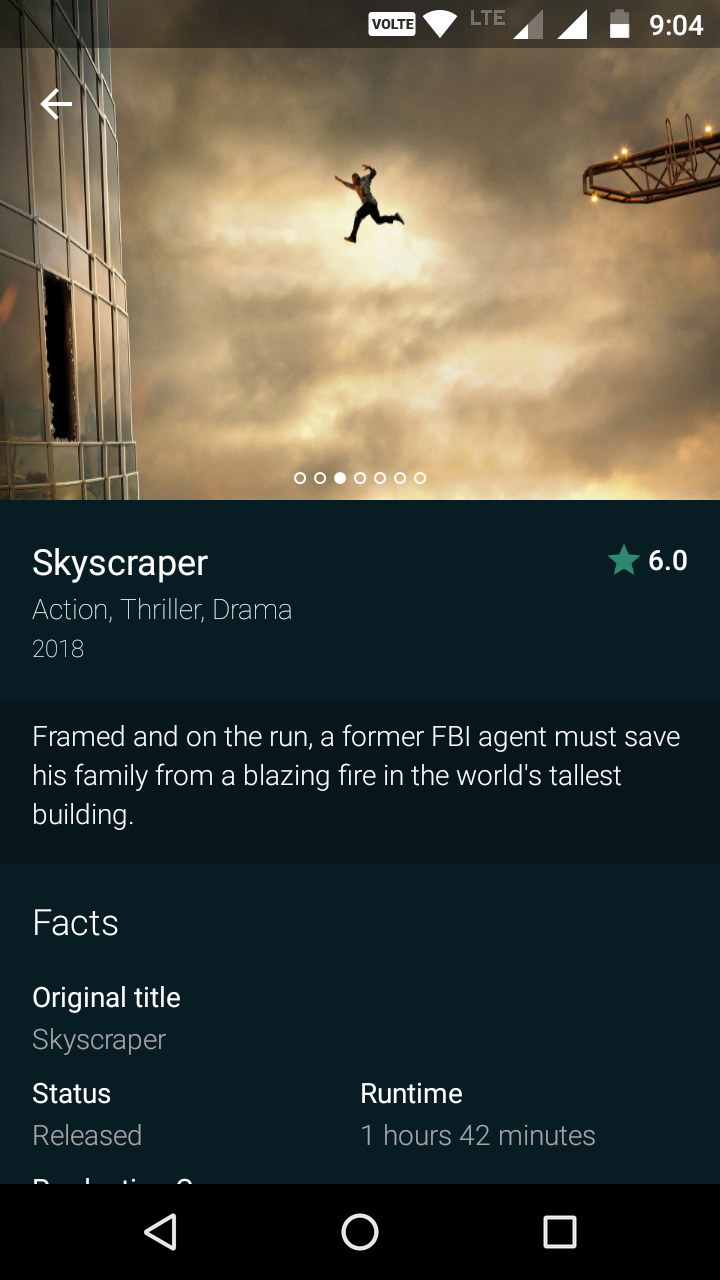 VOLTE LTE 9:04
Skyscraper 6.0
Action, Thriller, Drama
2018
Framed and on the run, a former FBI agent must save
his family from a blazing fire in the world's tallest
building.
Facts
Original title
Skyscraper
Status Runtime
Released 1 hours 42 minutes